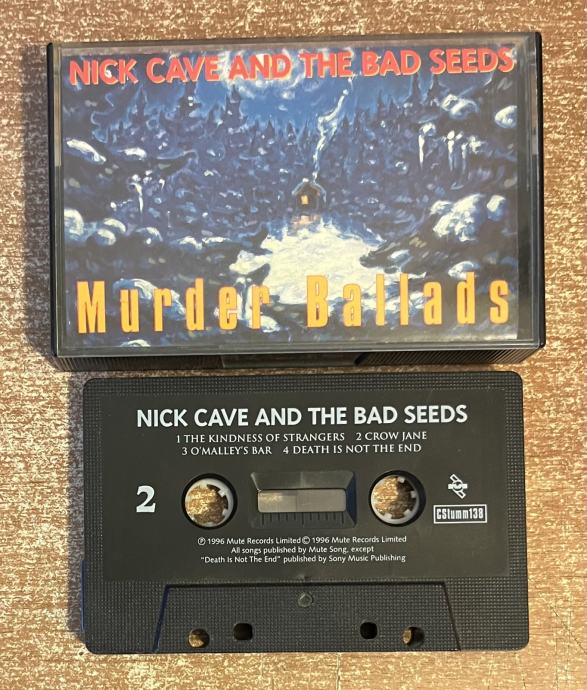 NICK CAVE AND THE BAD SEEDS
Murder Ballads
NICK CAVE AND THE BAD SEEDS
1 THE KINDNESS OF STRANGERS 2 CROW JANE
3 O'MALLEY'S BAR 4 DEATH IS NOT THE END
2
CStumm138
℗ 1996 Mute Records Limited © 1996 Mute Records Limited
All songs published by Mute Song, except
"Death Is Not The End" published by Sony Music Publishing